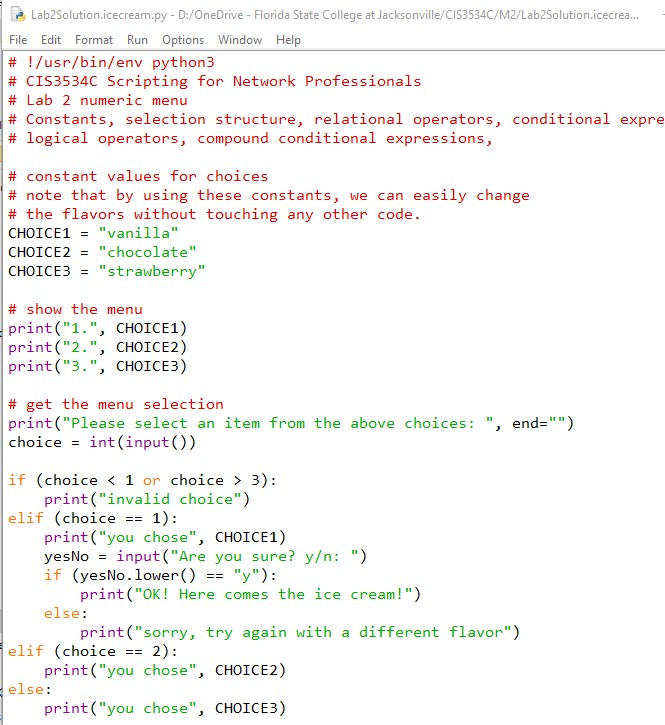 Lab2Solution.icecream.py - D:/OneDrive - Florida State College at Jacksonville/CIS3534C/M2/Lab2Solution.icecrea...
File Edit Format Run Options Window Help
# !/usr/bin/env python3
# CIS3534C Scripting for Network Professionals
# Lab 2 numeric menu
# Constants, selection structure, relational operators, conditional expre
# logical operators, compound conditional expressions,

# constant values for choices
# note that by using these constants, we can easily change
# the flavors without touching any other code.
CHOICE1 = "vanilla"
CHOICE2 = "chocolate"
CHOICE3 = "strawberry"

# show the menu
print("1.", CHOICE1)
print("2.", CHOICE2)
print("3.", CHOICE3)

# get the menu selection
print("Please select an item from the above choices: ", end="")
choice = int(input())

if (choice < 1 or choice > 3):
    print("invalid choice")
elif (choice == 1):
    print("you chose", CHOICE1)
    yesNo = input("Are you sure? y/n: ")
    if (yesNo.lower() == "y"):
        print("OK! Here comes the ice cream!")
    else:
        print("sorry, try again with a different flavor")
elif (choice == 2):
    print("you chose", CHOICE2)
else:
    print("you chose", CHOICE3)